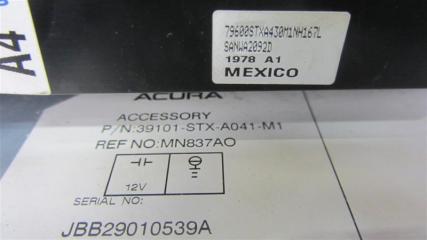 A4
79600STXA430M1NH167L
SANWA2092D
1978 A1
MEXICO
ACURA
ACCESSORY
P/N:39101-STX-A041-M1
REF NO:MN837AO
12V
SERIAL NO:
JBB29010539A